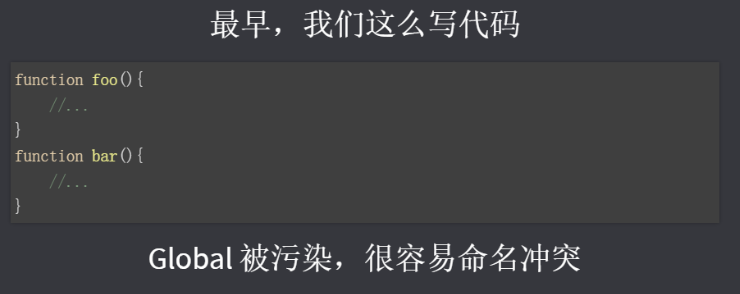 最早，我们这么写代码
function foo(){
    //...
}
function bar(){
    //...
}
Global 被污染，很容易命名冲突